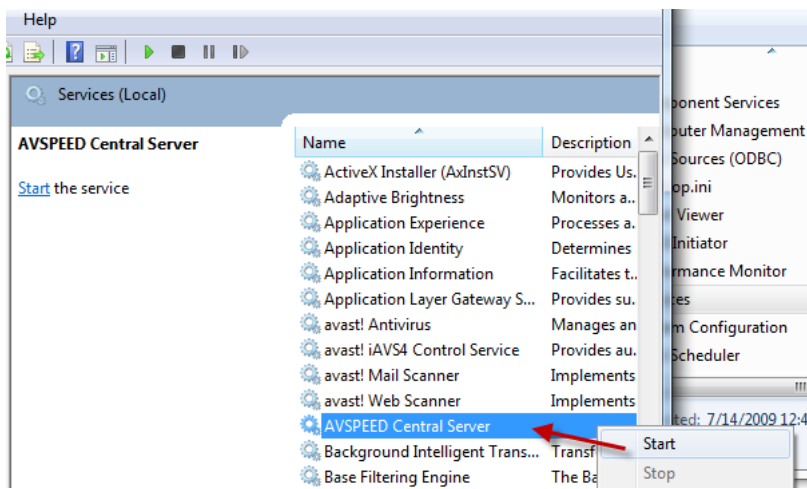 Help
Services (Local)
AVSPEED Central Server
Start the service
Name Description
ActiveX Installer (AxInstSV) Provides Us.
Adaptive Brightness Monitors a..
Application Experience Processes a.
Application Identity Determines
Application Information Facilitates t..
Application Layer Gateway S... Provides su.
avast! Antivirus Manages an
avast! iAVS4 Control Service Provides au.
avast! Mail Scanner Implements
avast! Web Scanner Implements
AVSPEED Central Server
Background Intelligent Trans... Transf
Base Filtering Engine The Ba
Start
Stop
ponent Services
puter Management
Sources (ODBC)
op.ini
Viewer
Initiator
rmance Monitor
ces
m Configuration
Scheduler
ted: 7/14/2009 12:4